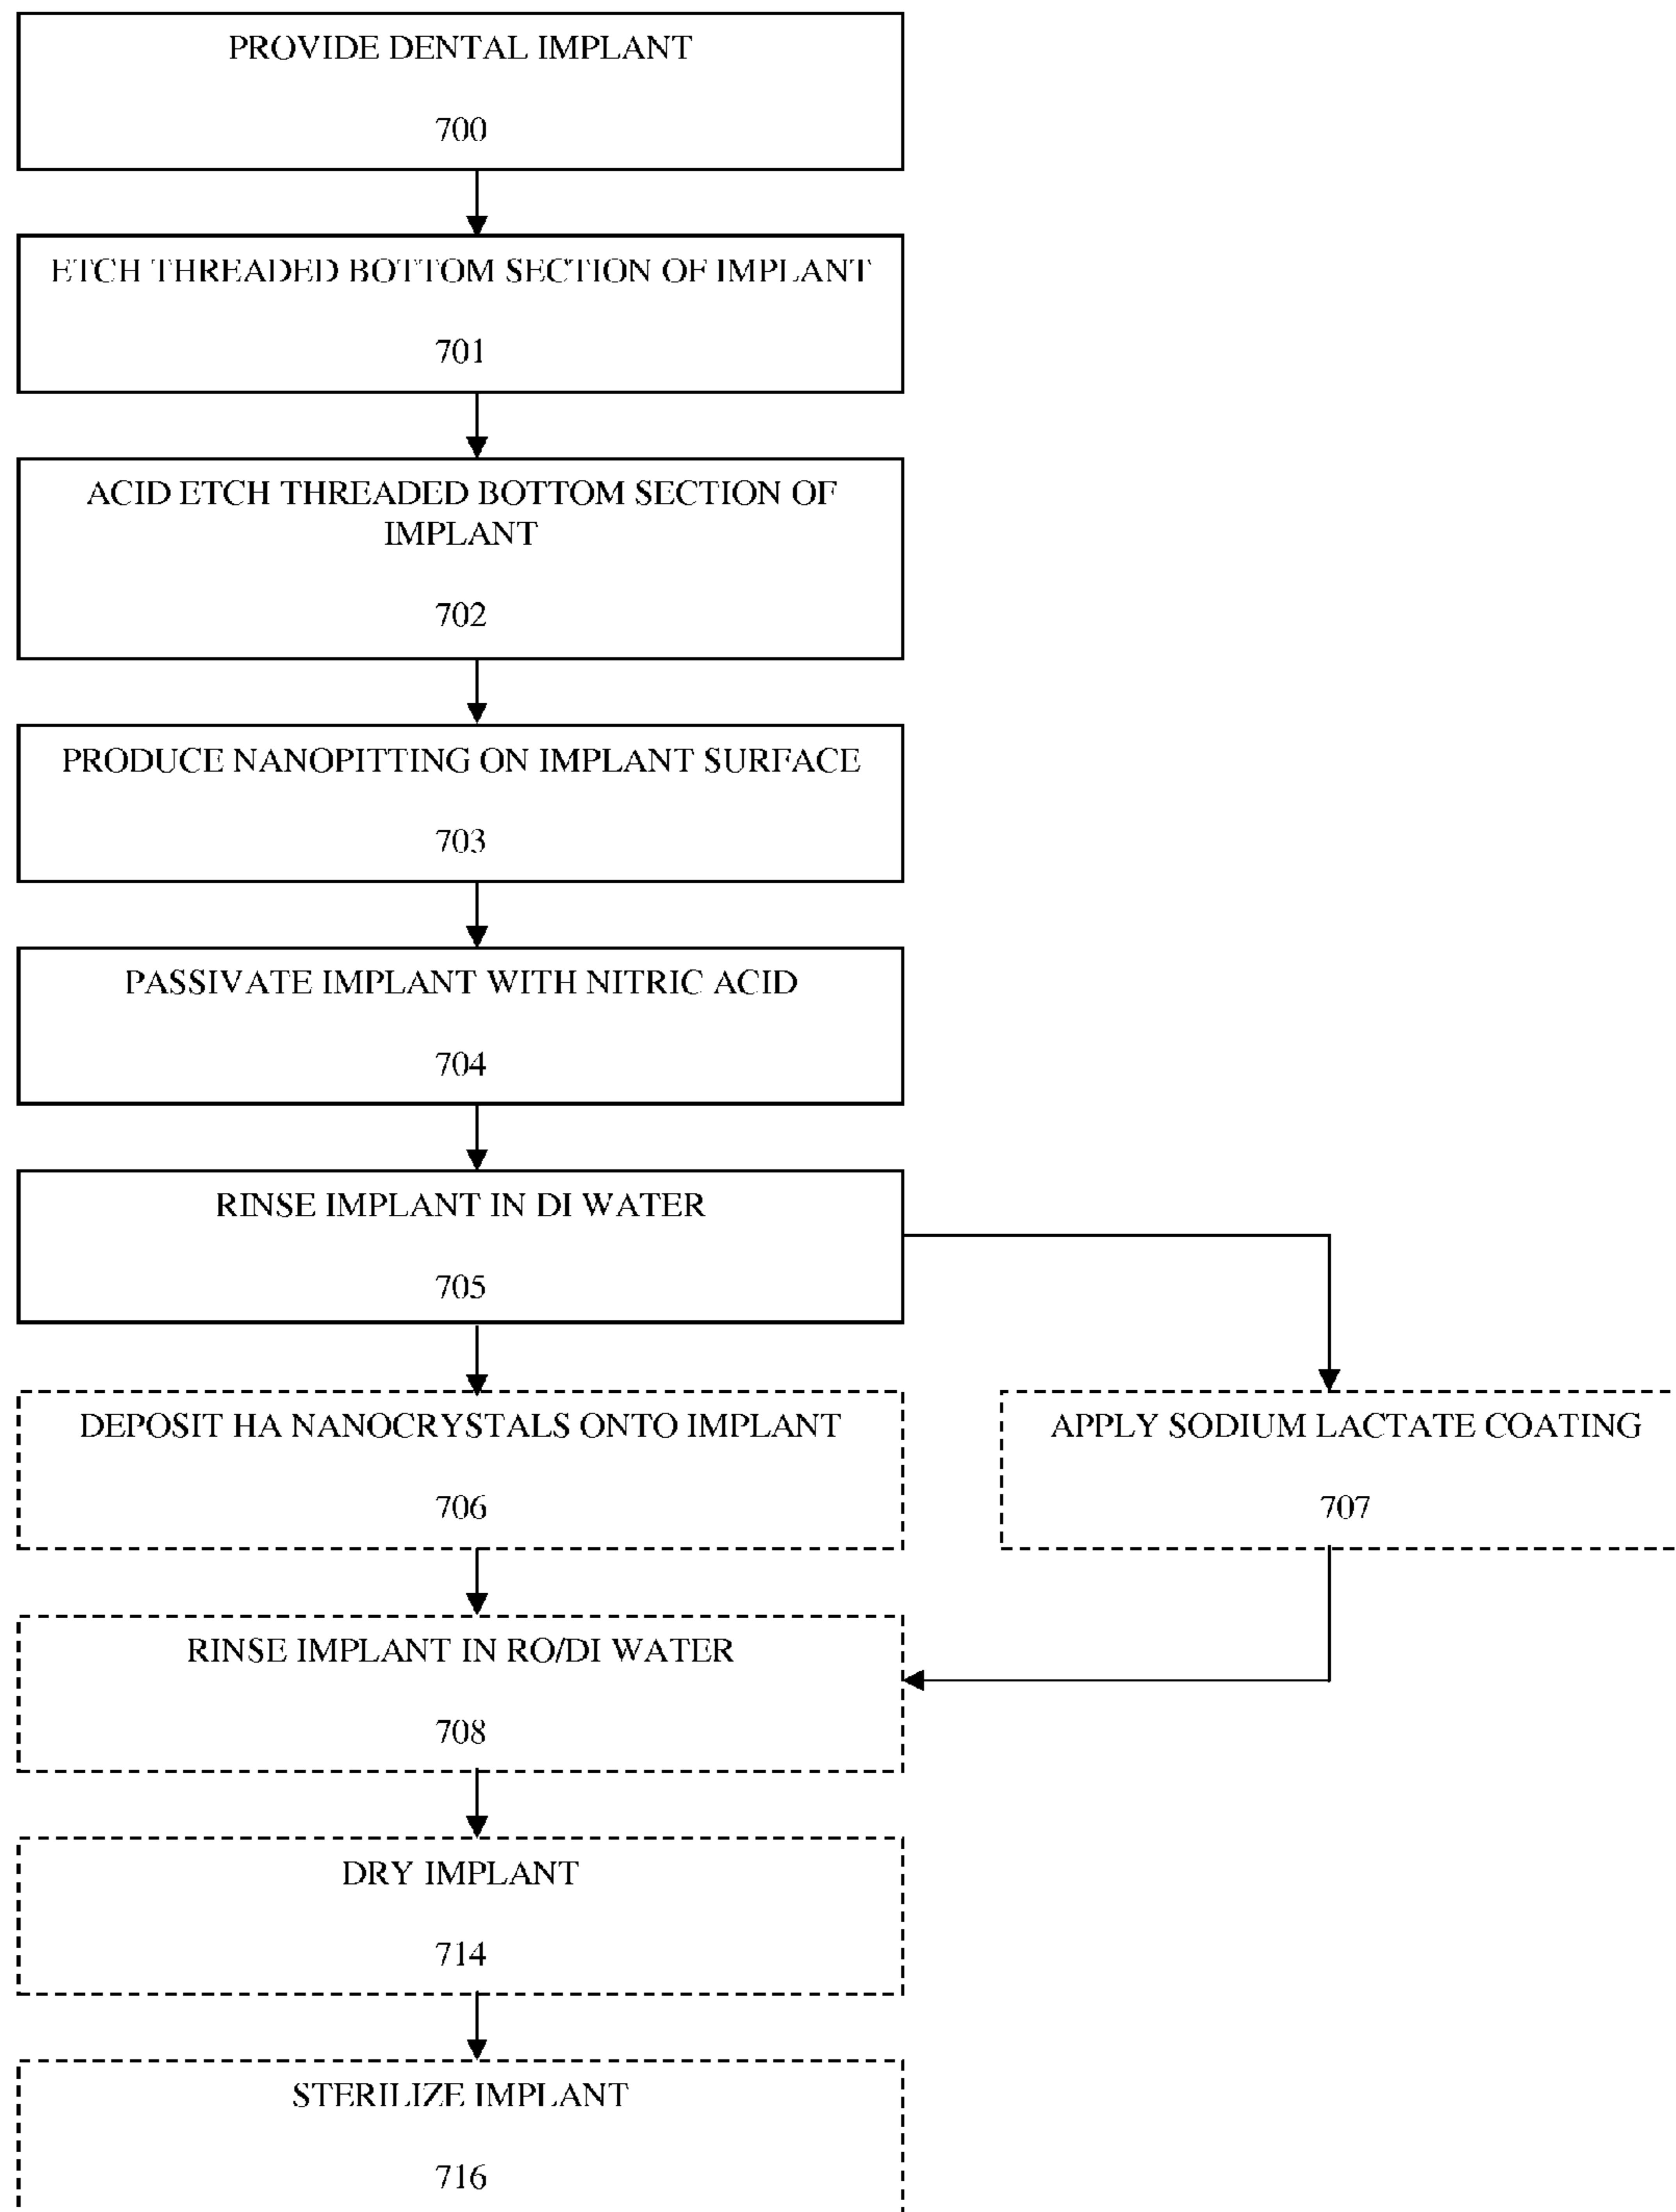 PROVIDE DENTAL IMPLANT
700
ETCH THREADED BOTTOM SECTION OF IMPLANT
701
ACID ETCH THREADED BOTTOM SECTION OF
IMPLANT
702
PRODUCE NANOPITTING ON IMPLANT SURFACE
703
PASSIVATE IMPLANT WITH NITRIC ACID
704
RINSE IMPLANT IN DI WATER
705
DEPOSIT HA NANOCRYSTALS ONTO IMPLANT
706
APPLY SODIUM LACTATE COATING
707
RINSE IMPLANT IN RO/DI WATER
708
DRY IMPLANT
714
STERILIZE IMPLANT
716